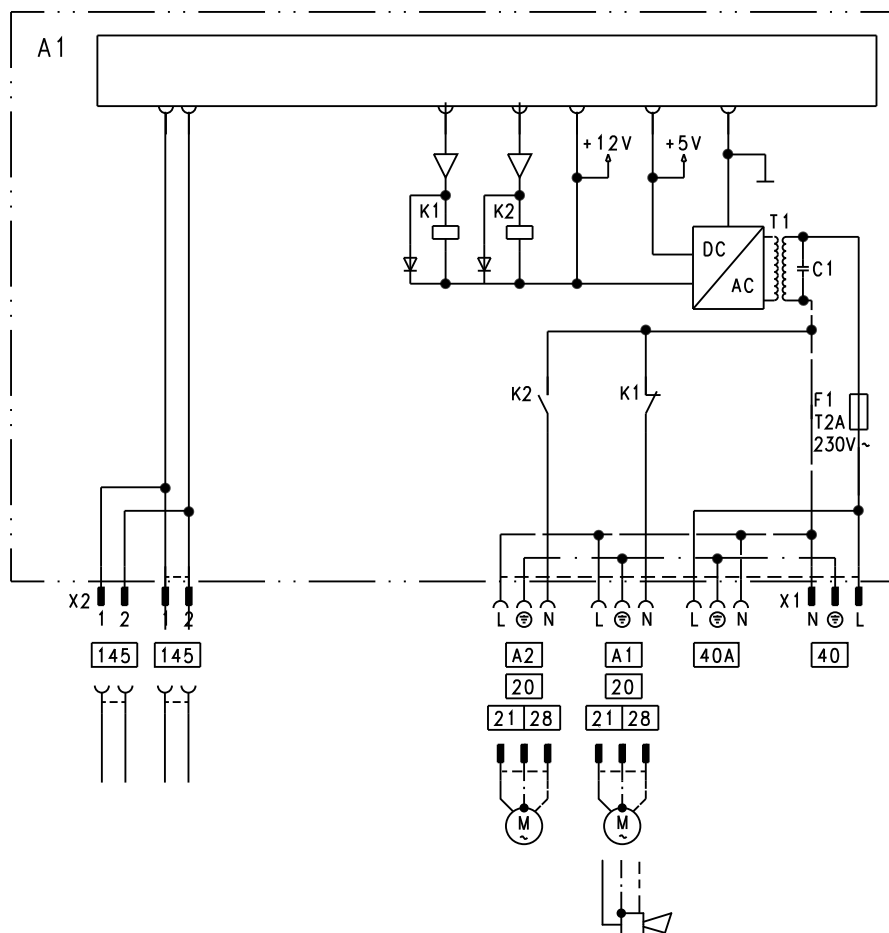 A1
+12V +5V
K1 K2 T1
DC
AC C1
K2 K1 F1
T2A
230V ~
X2 X1
1 2 1 2 L N L N L N N L
145 145 A2 A1 40A 40
20 20
21 28 21 28
M M
~ ~